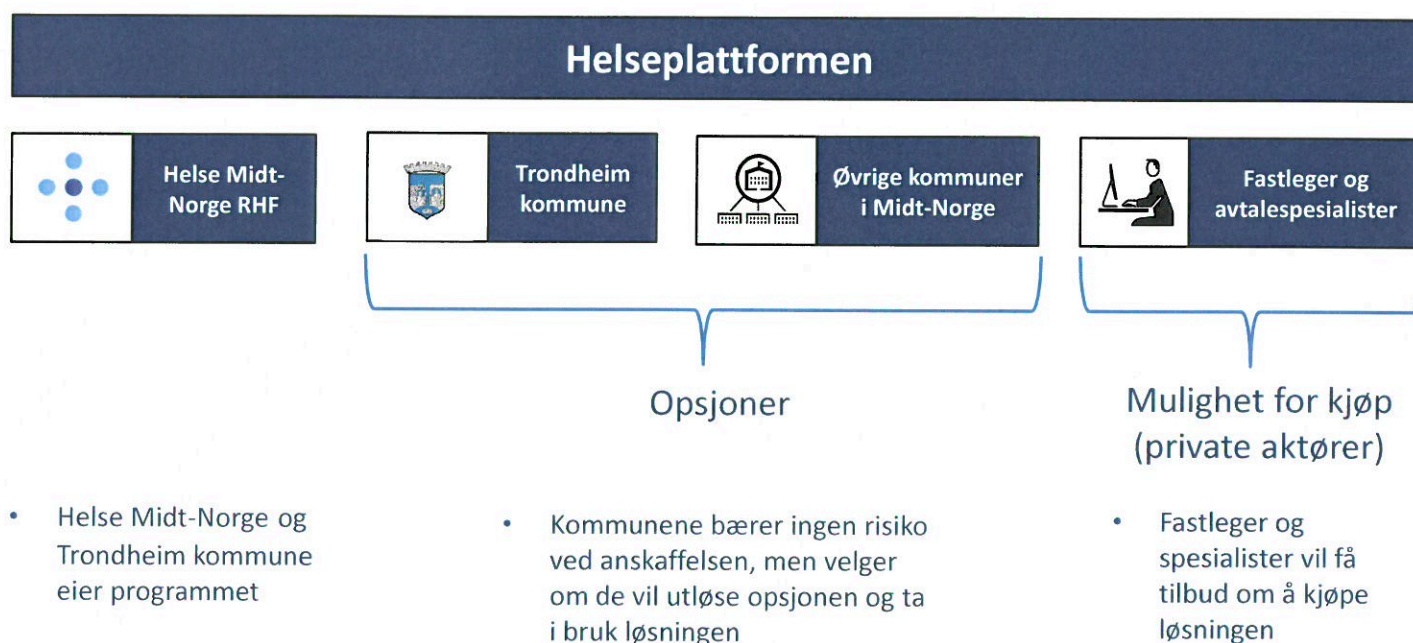 Helseplattformen
Helse Midt-
Norge RHF
Trondheim
kommune
Øvrige kommuner
i Midt-Norge
Fastleger og
avtalespesialister
Opsjoner
Mulighet for kjøp
(private aktører)
• Helse Midt-Norge og
Trondheim kommune
eier programmet
• Kommunene bærer ingen risiko
ved anskaffelsen, men velger
om de vil utløse opsjonen og ta
i bruk løsningen
• Fastleger og
spesialister vil få
tilbud om å kjøpe
løsningen